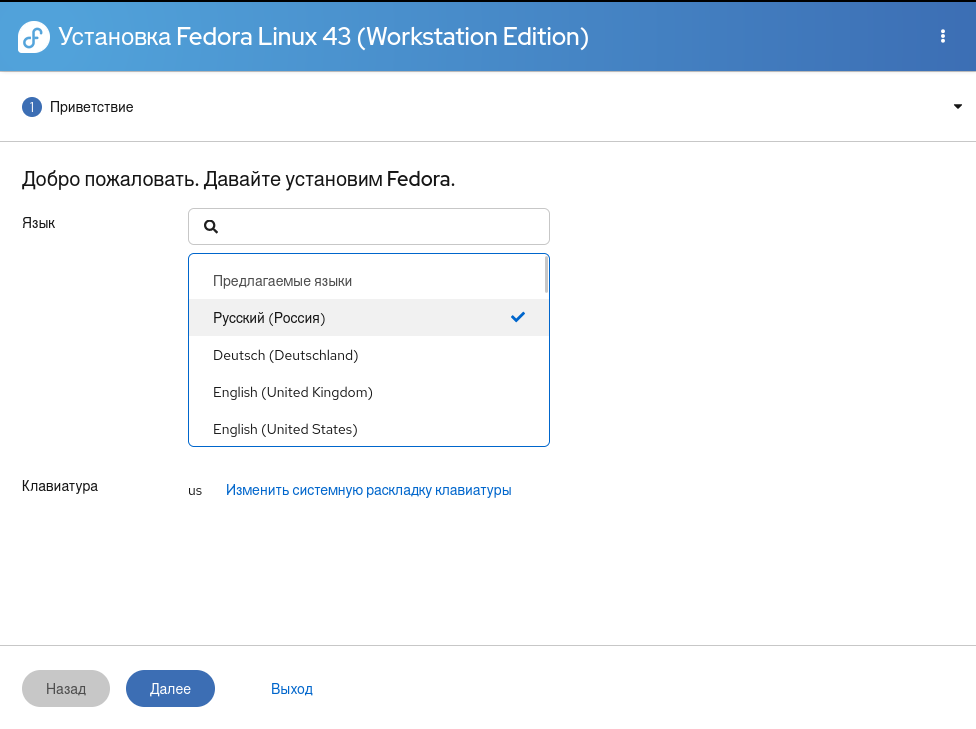 Установка Fedora Linux 43 (Workstation Edition)
1 Приветствие
Добро пожаловать. Давайте установим Fedora.
Язык
Предлагаемые языки
Русский (Россия)
Deutsch (Deutschland)
English (United Kingdom)
English (United States)
Клавиатура us Изменить системную раскладку клавиатуры
Назад Далее Выход